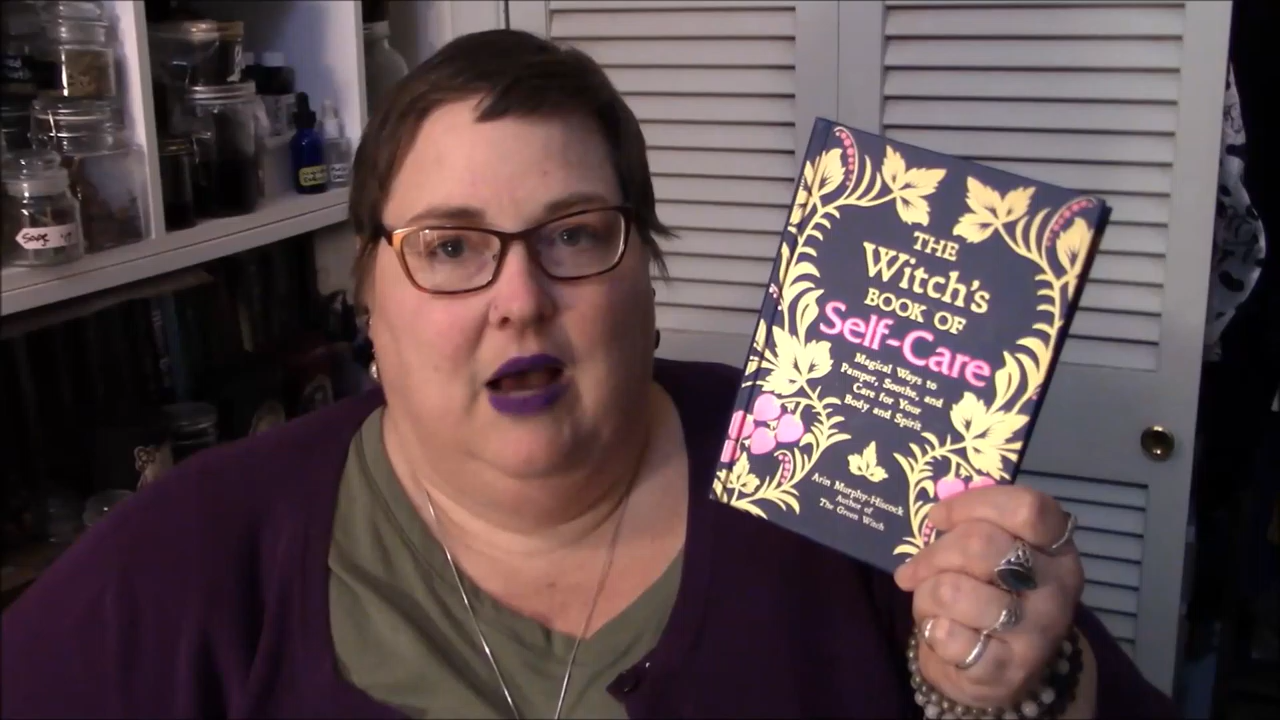 THE
Witch's
BOOK OF
Self-Care
Magical Ways to
Pamper, Soothe, and
Care for Your
Body and Spirit
Arin Murphy-Hiscock
Author of
The Green Witch
Sage